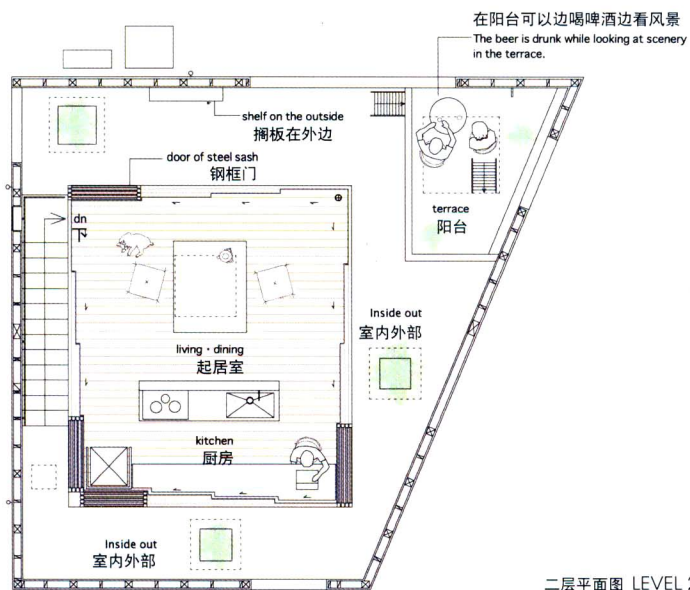 在阳台可以边喝啤酒边看风景
The beer is drunk while looking at scenery
in the terrace.
shelf on the outside
搁板在外边
door of steel sash
钢框门
dn
下
terrace
阳台
Inside out
室内外部
living · dining
起居室
kitchen
厨房
Inside out
室内外部
二层平面图 LEVEL 2